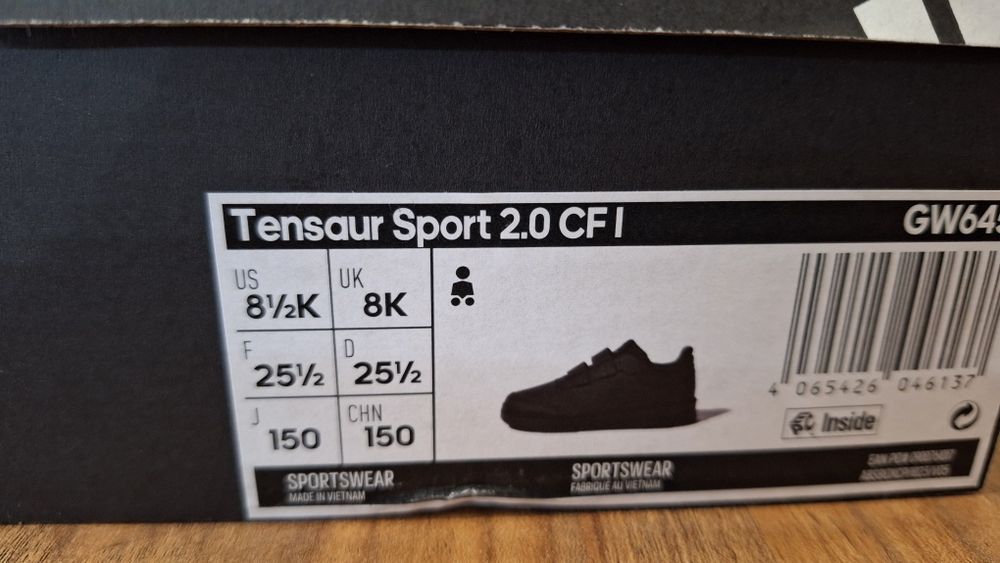 Tensaur Sport 2.0 CF I
GW645
US
8½K
UK
8K
F
25½
D
25½
J
150
CHN
150
4 065426 046137
Inside
SPORTSWEAR
MADE IN VIETNAM
SPORTSWEAR
FABRIQUÉ AU VIETNAM